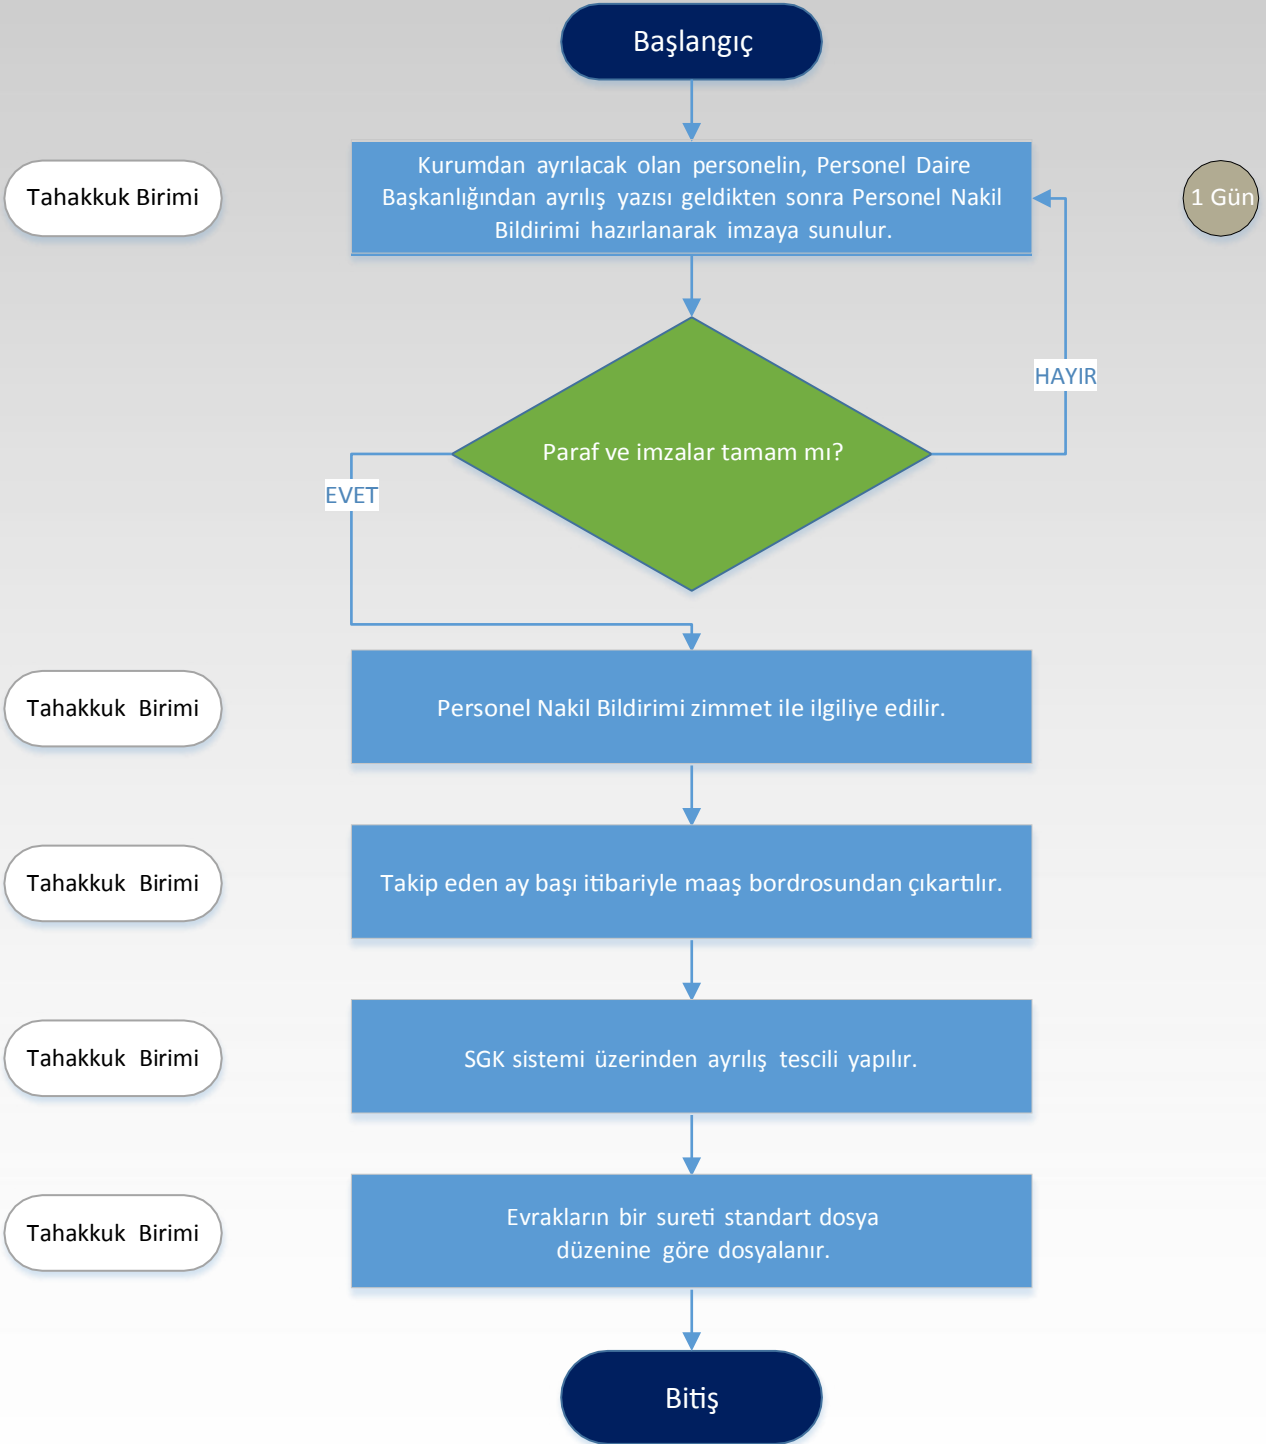 Başlangıç
Tahakkuk Birimi
Kurumdan ayrılacak olan personelin, Personel Daire
Başkanlığından ayrılış yazısı geldikten sonra Personel Nakil
Bildirimi hazırlanarak imzaya sunulur.
1 Gün
HAYIR
Paraf ve imzalar tamam mı?
EVET
Tahakkuk Birimi
Personel Nakil Bildirimi zimmet ile ilgiliye edilir.
Tahakkuk Birimi
Takip eden ay başı itibariyle maaş bordrosundan çıkartılır.
Tahakkuk Birimi
SGK sistemi üzerinden ayrılış tescili yapılır.
Tahakkuk Birimi
Evrakların bir sureti standart dosya
düzenine göre dosyalanır.
Bitiş